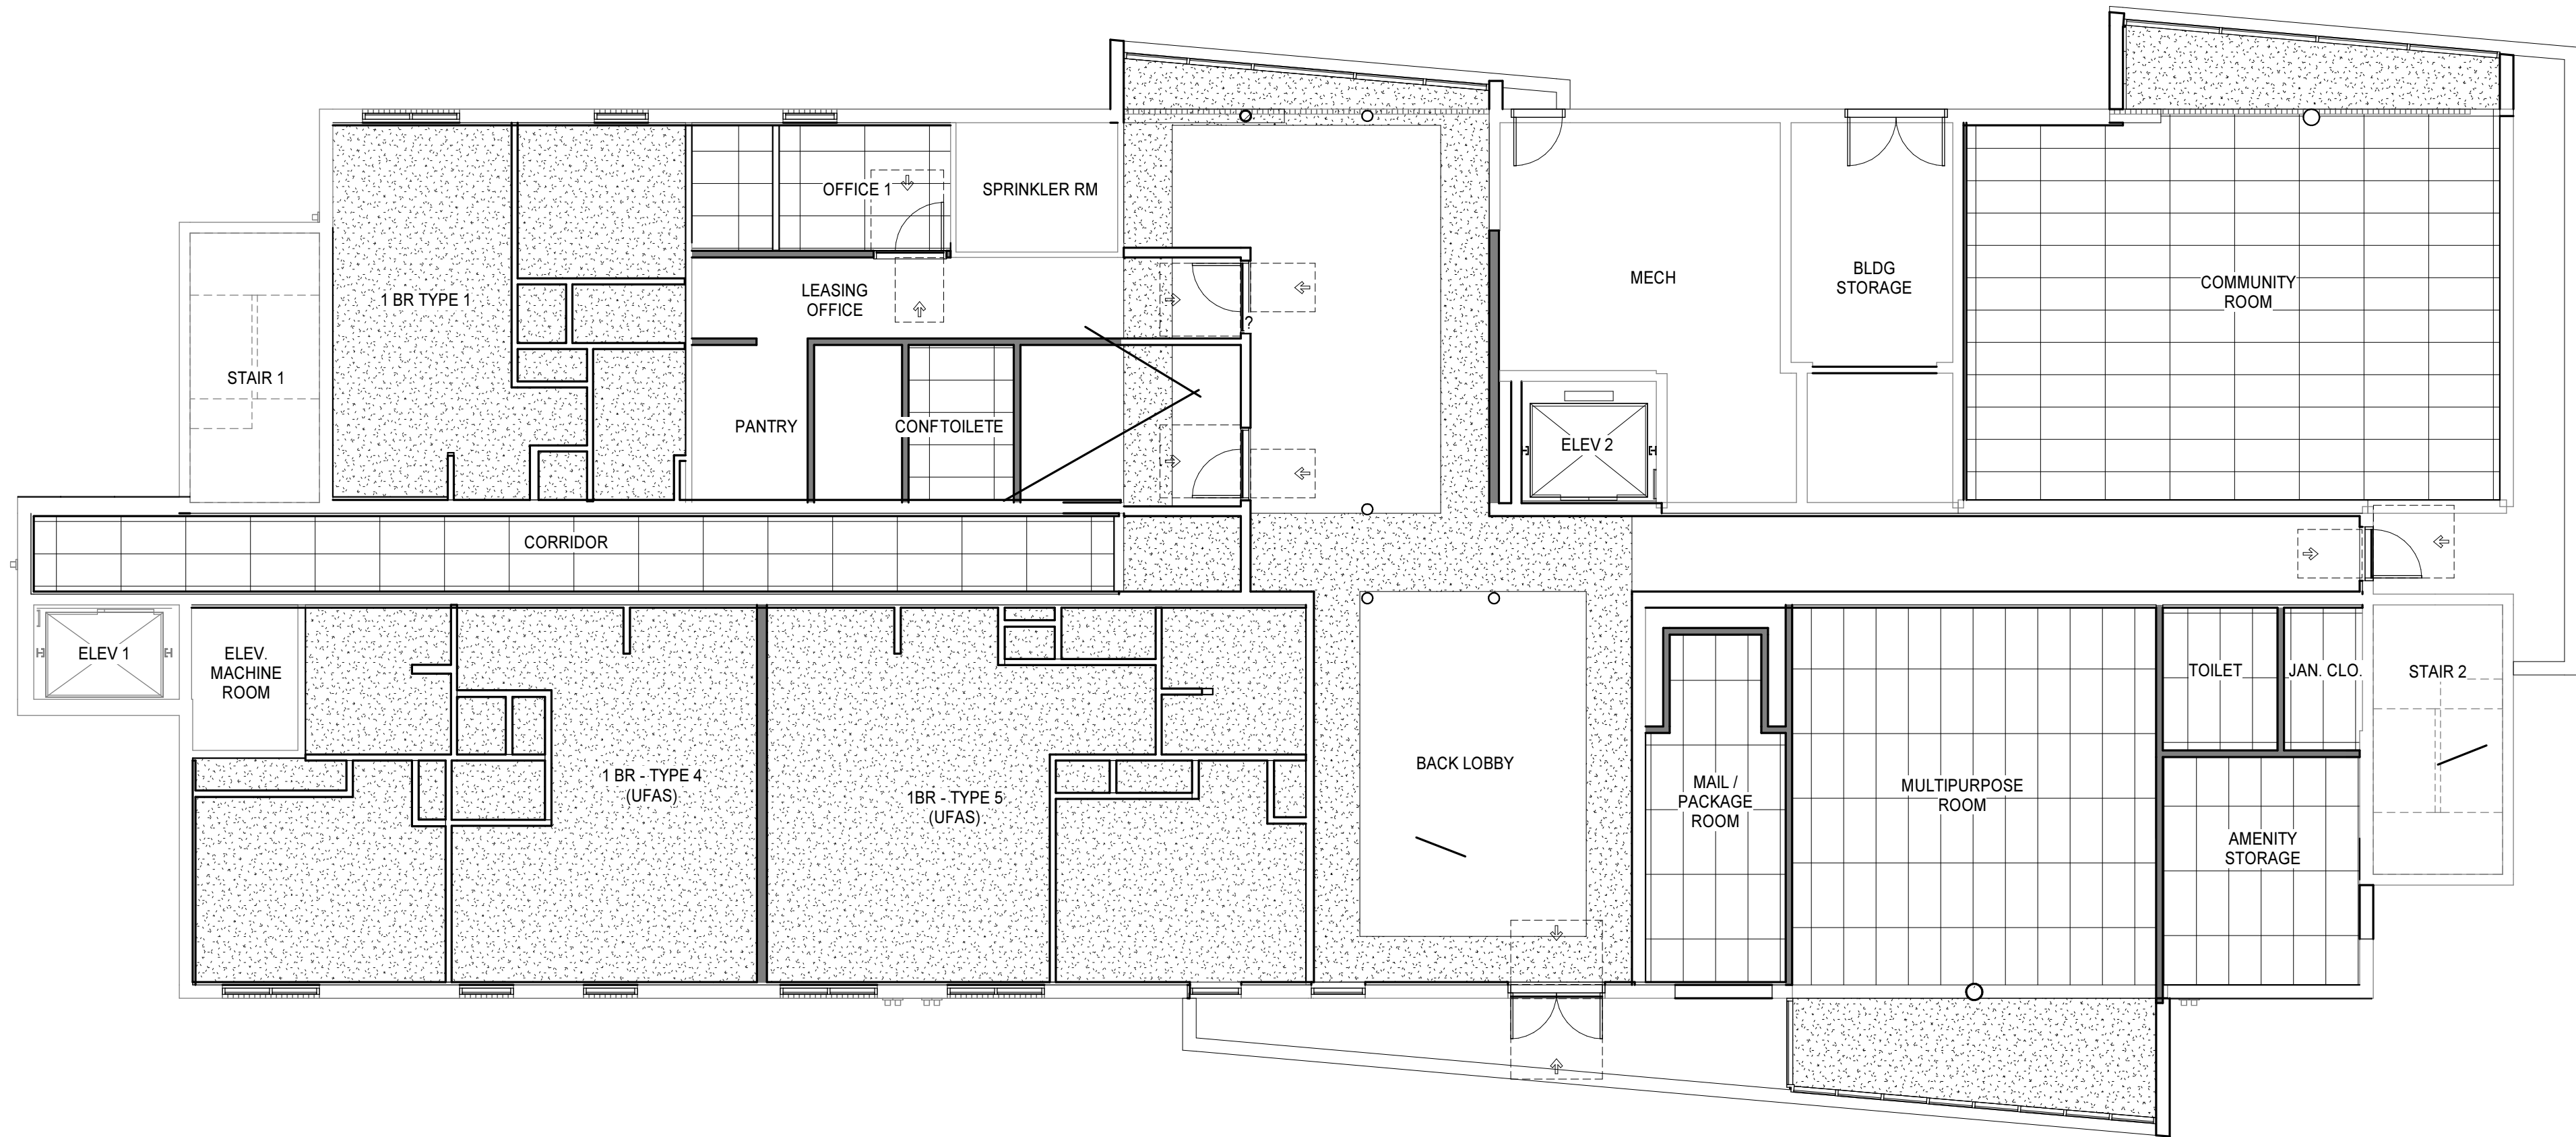 OFFICE 1
SPRINKLER RM
1 BR TYPE 1
LEASING
OFFICE
?
MECH
BLDG
STORAGE
COMMUNITY
ROOM
STAIR 1
PANTRY
CONFTOILETE
ELEV 2
CORRIDOR
ELEV 1
ELEV.
MACHINE
ROOM
1 BR - TYPE 4
(UFAS)
1BR - TYPE 5
(UFAS)
BACK LOBBY
MAIL /
PACKAGE
ROOM
MULTIPURPOSE
ROOM
TOILET
JAN. CLO.
STAIR 2
AMENITY
STORAGE